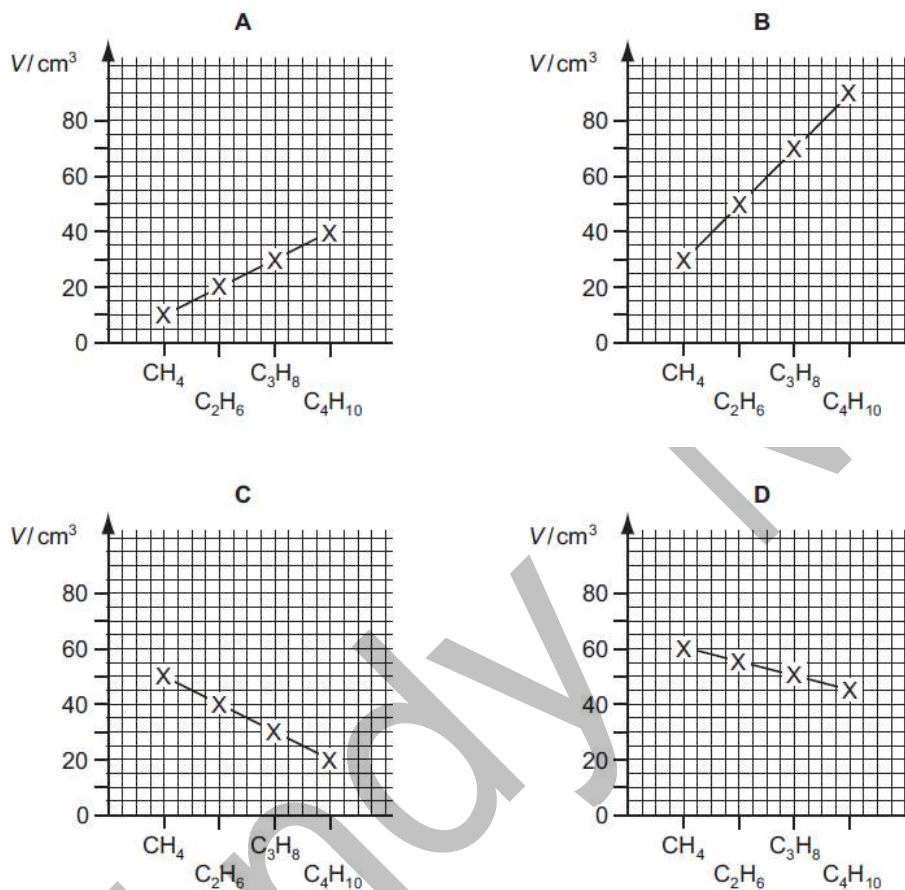 A
V/cm³
80
60
40
20
0
X
X
X
X
CH₄
C₂H₆
C₃H₈
C₄H₁₀
B
V/cm³
80
60
40
20
0
X
X
X
X
CH₄
C₂H₆
C₃H₈
C₄H₁₀
C
V/cm³
80
60
40
20
0
X
X
X
X
CH₄
C₂H₆
C₃H₈
C₄H₁₀
D
V/cm³
80
60
40
20
0
X
X
X
X
CH₄
C₂H₆
C₃H₈
C₄H₁₀
ndy